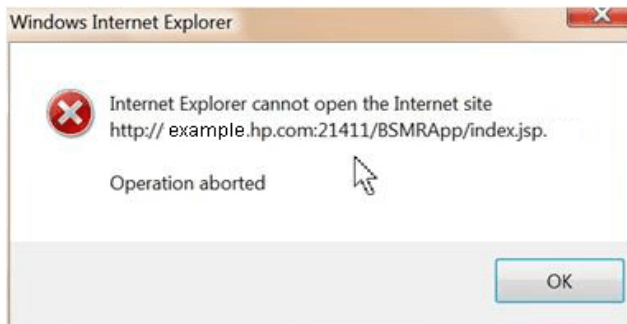 Windows Internet Explorer
Internet Explorer cannot open the Internet site
http:// example.hp.com:21411/BSMRApp/index.jsp.
Operation aborted
OK